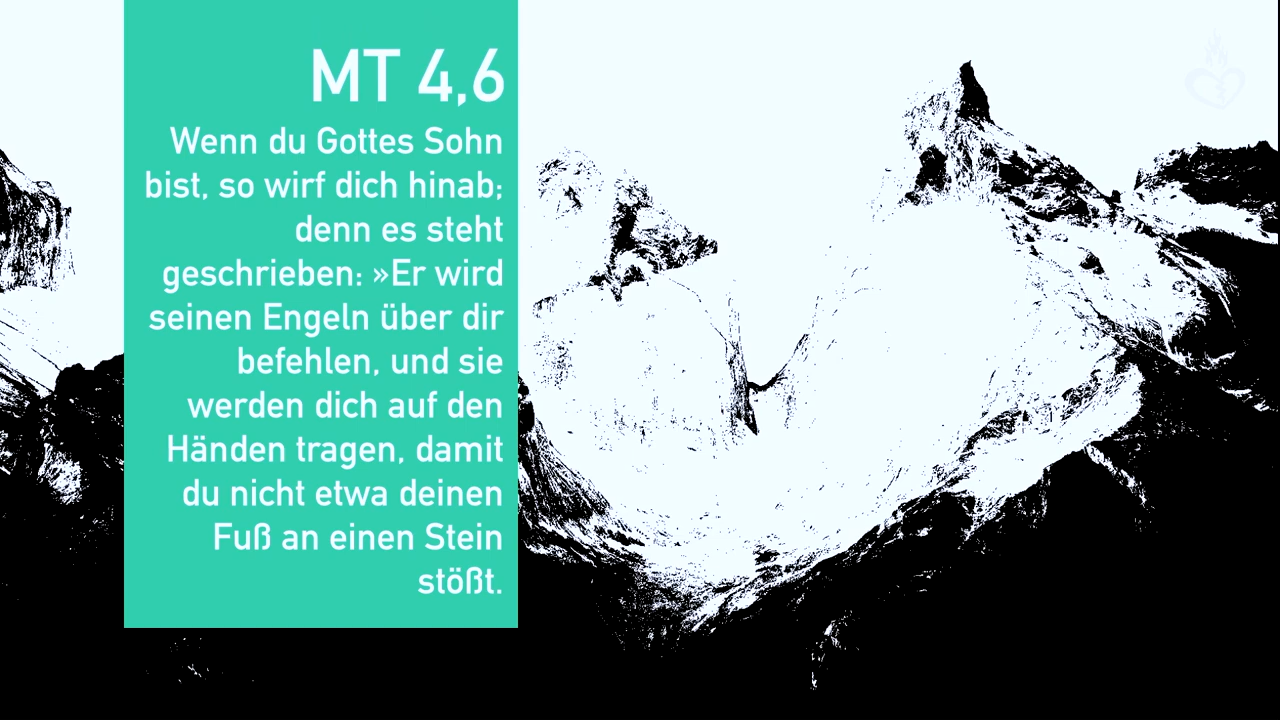 MT 4,6
Wenn du Gottes Sohn
bist, so wirf dich hinab;
denn es steht
geschrieben: »Er wird
seinen Engeln über dir
befehlen, und sie
werden dich auf den
Händen tragen, damit
du nicht etwa deinen
Fuß an einen Stein
stößt.